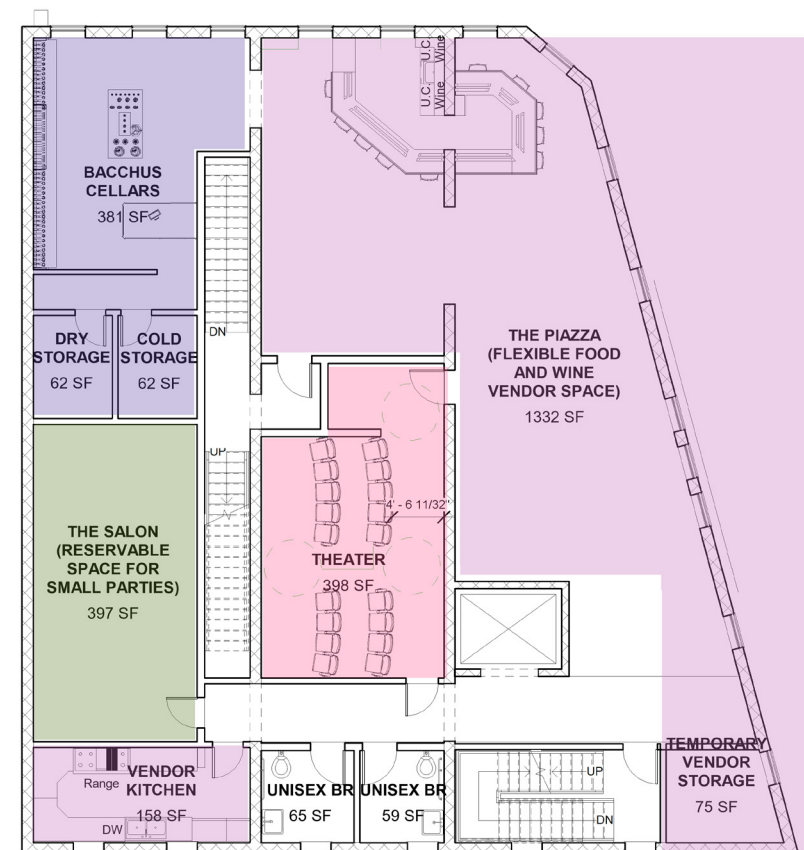 U.C.
Wine
U.C.
Wine
BACCHUS
CELLARS
381 SF
DN
DRY
STORAGE
62 SF
COLD
STORAGE
62 SF
THE PIAZZA
(FLEXIBLE FOOD
AND WINE
VENDOR SPACE)
1332 SF
UP
4' - 6 11/32"
THE SALON
(RESERVABLE
SPACE FOR
SMALL PARTIES)
397 SF
THEATER
398 SF
TEMPORARY
VENDOR
STORAGE
75 SF
Range
VENDOR
KITCHEN
158 SF
DW
UNISEX BR
65 SF
UNISEX BR
59 SF
UP
DN